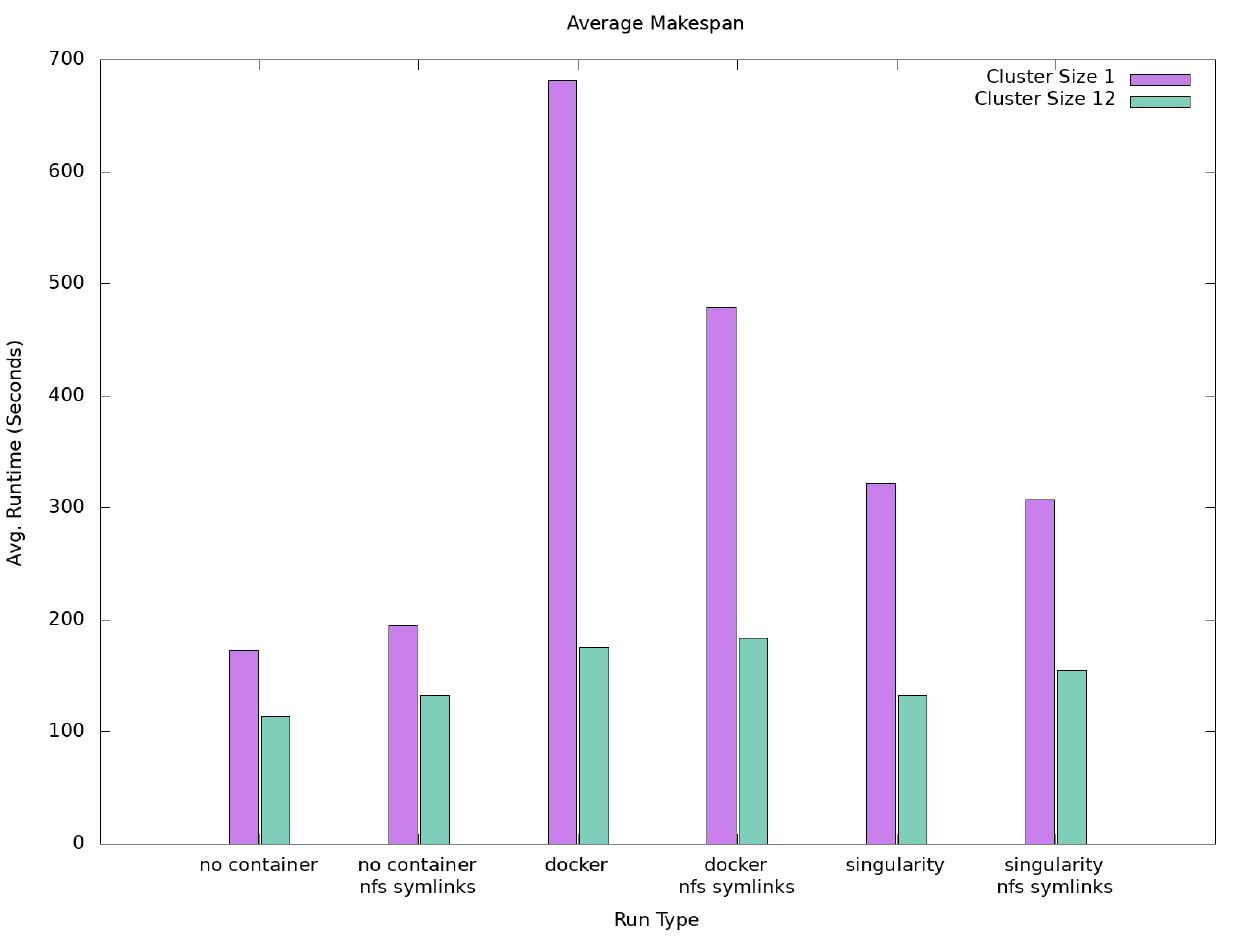 Average Makespan
700
600
500
400
300
200
100
0
Avg. Runtime (Seconds)
Cluster Size 1
Cluster Size 12
no container
no container
nfs symlinks
docker
docker
nfs symlinks
singularity
singularity
nfs symlinks
Run Type